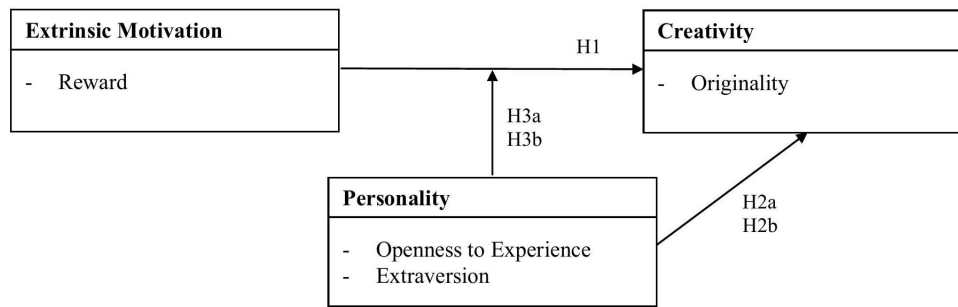 Extrinsic Motivation
- Reward
H1
Creativity
- Originality
H3a
H3b
Personality
- Openness to Experience
- Extraversion
H2a
H2b